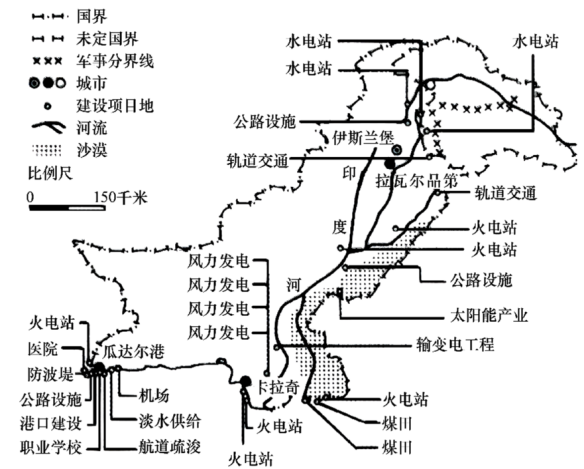 国界
未定国界
军事分界线
城市
建设项目地
河流
沙漠
比例尺
0 150千米
水电站
水电站
水电站
公路设施
伊斯兰堡
轨道交通
印
拉瓦尔品第
轨道交通
度
火电站
火电站
风力发电
河
公路设施
风力发电
风力发电
太阳能产业
风力发电
输变电工程
火电站
医院
瓜达尔港
防波堤
卡拉奇
公路设施
机场
火电站
港口建设
淡水供给
火电站
煤田
职业学校
航道疏浚
煤田
火电站